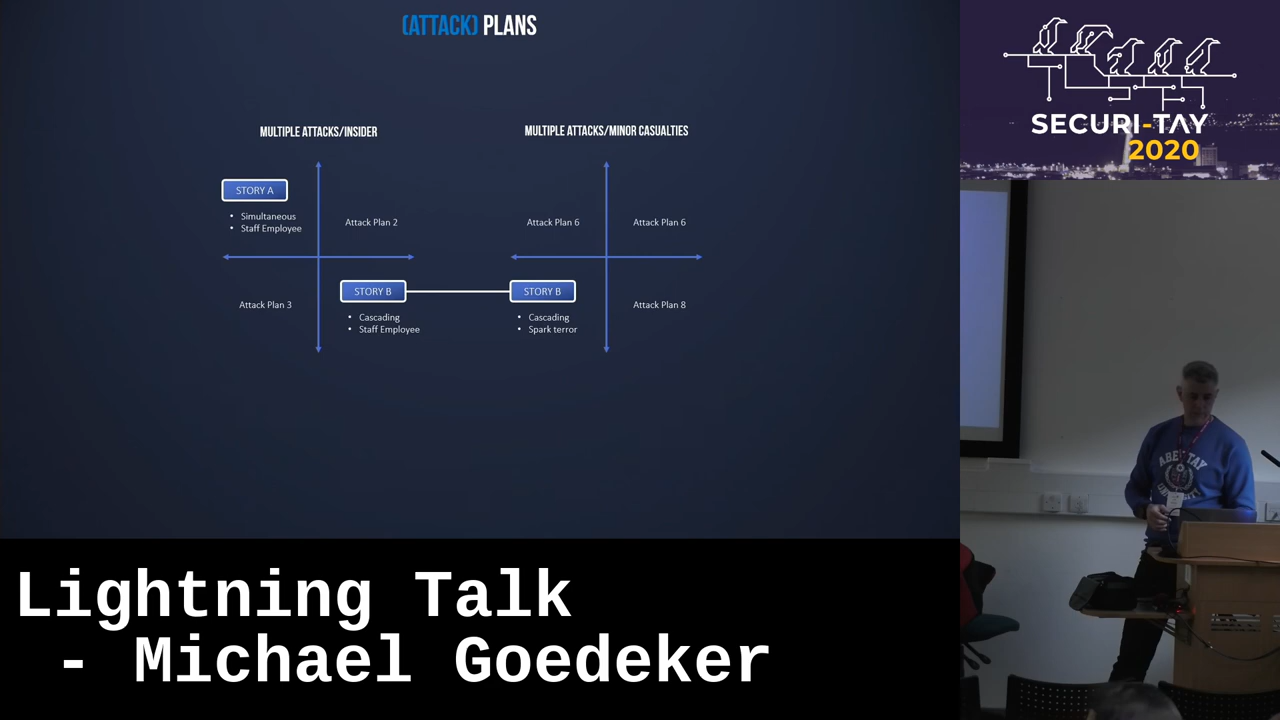 (ATTACK) PLANS
MULTIPLE ATTACKS/INSIDER
STORY A
• Simultaneous
• Staff Employee
Attack Plan 2
Attack Plan 3
STORY B
• Cascading
• Staff Employee
MULTIPLE ATTACKS/MINOR CASUALTIES
Attack Plan 6
Attack Plan 6
STORY B
• Cascading
• Spark terror
Attack Plan 8
SECURI-TAY
2020
Lightning Talk
- Michael Goedeker